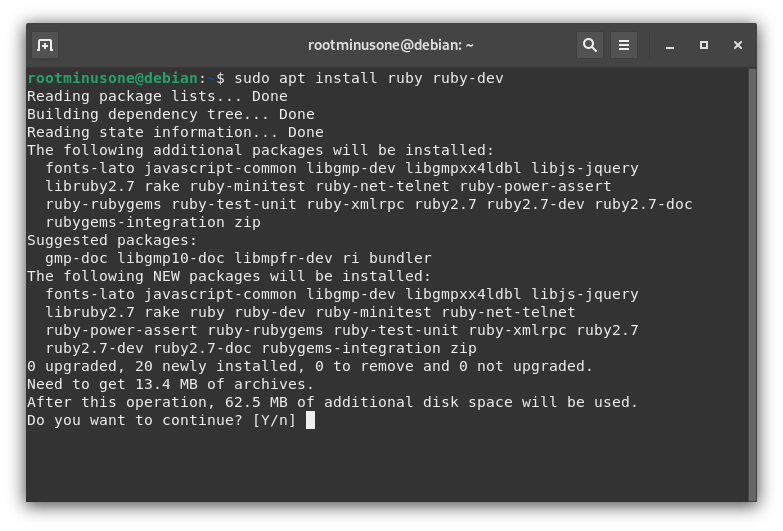 rootminusone@debian: ~
rootminusone@debian:~$ sudo apt install ruby ruby-dev
Reading package lists... Done
Building dependency tree... Done
Reading state information... Done
The following additional packages will be installed:
  fonts-lato javascript-common libgmp-dev libgmpxx4ldbl libjs-jquery
  libruby2.7 rake ruby-minitest ruby-net-telnet ruby-power-assert
  ruby-rubygems ruby-test-unit ruby-xmlrpc ruby2.7 ruby2.7-dev ruby2.7-doc
  rubygems-integration zip
Suggested packages:
  gmp-doc libgmp10-doc libmpfr-dev ri bundler
The following NEW packages will be installed:
  fonts-lato javascript-common libgmp-dev libgmpxx4ldbl libjs-jquery
  libruby2.7 rake ruby ruby-dev ruby-minitest ruby-net-telnet
  ruby-power-assert ruby-rubygems ruby-test-unit ruby-xmlrpc ruby2.7
  ruby2.7-dev ruby2.7-doc rubygems-integration zip
0 upgraded, 20 newly installed, 0 to remove and 0 not upgraded.
Need to get 13.4 MB of archives.
After this operation, 62.5 MB of additional disk space will be used.
Do you want to continue? [Y/n]